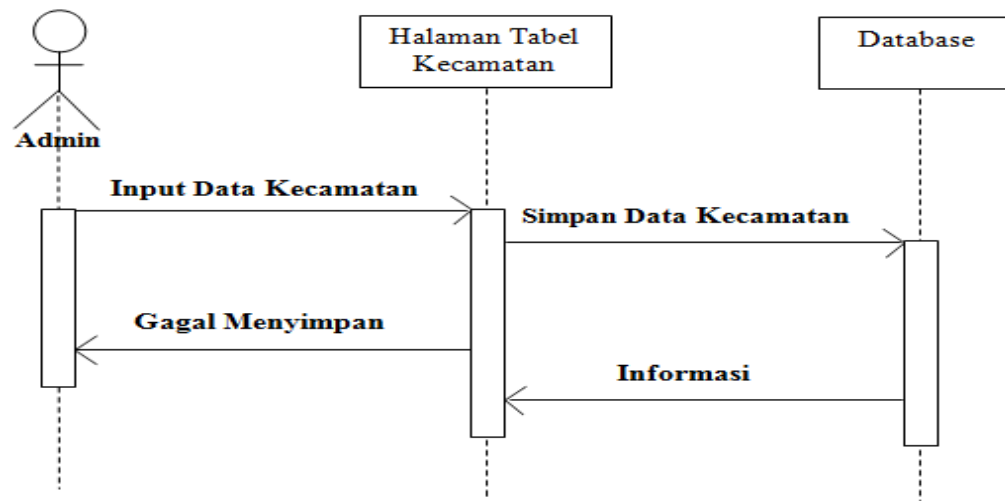 Halaman Tabel
Kecamatan
Database
Admin
Input Data Kecamatan
Simpan Data Kecamatan
Gagal Menyimpan
Informasi